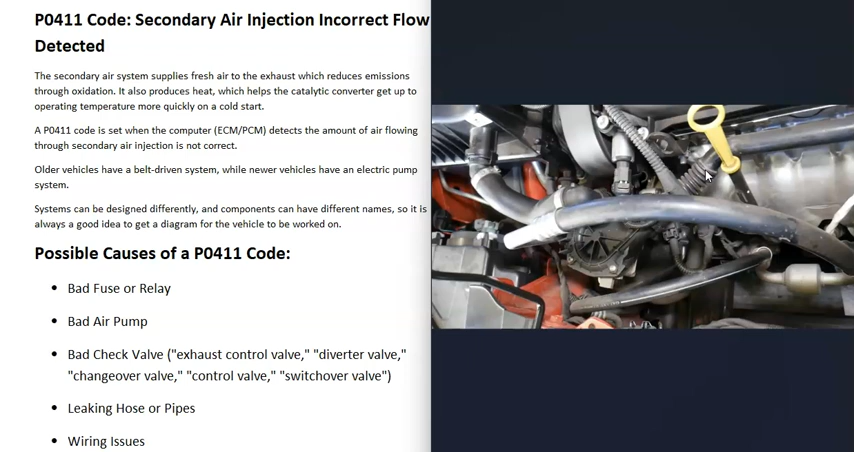 P0411 Code: Secondary Air Injection Incorrect Flow
Detected
The secondary air system supplies fresh air to the exhaust which reduces emissions
through oxidation. It also produces heat, which helps the catalytic converter get up to
operating temperature more quickly on a cold start.
A P0411 code is set when the computer (ECM/PCM) detects the amount of air flowing
through secondary air injection is not correct.
Older vehicles have a belt-driven system, while newer vehicles have an electric pump
system.
Systems can be designed differently, and components can have different names, so it is
always a good idea to get a diagram for the vehicle to be worked on.
Possible Causes of a P0411 Code:
• Bad Fuse or Relay
• Bad Air Pump
• Bad Check Valve ("exhaust control valve," "diverter valve,"
"changeover valve," "control valve," "switchover valve")
• Leaking Hose or Pipes
• Wiring Issues